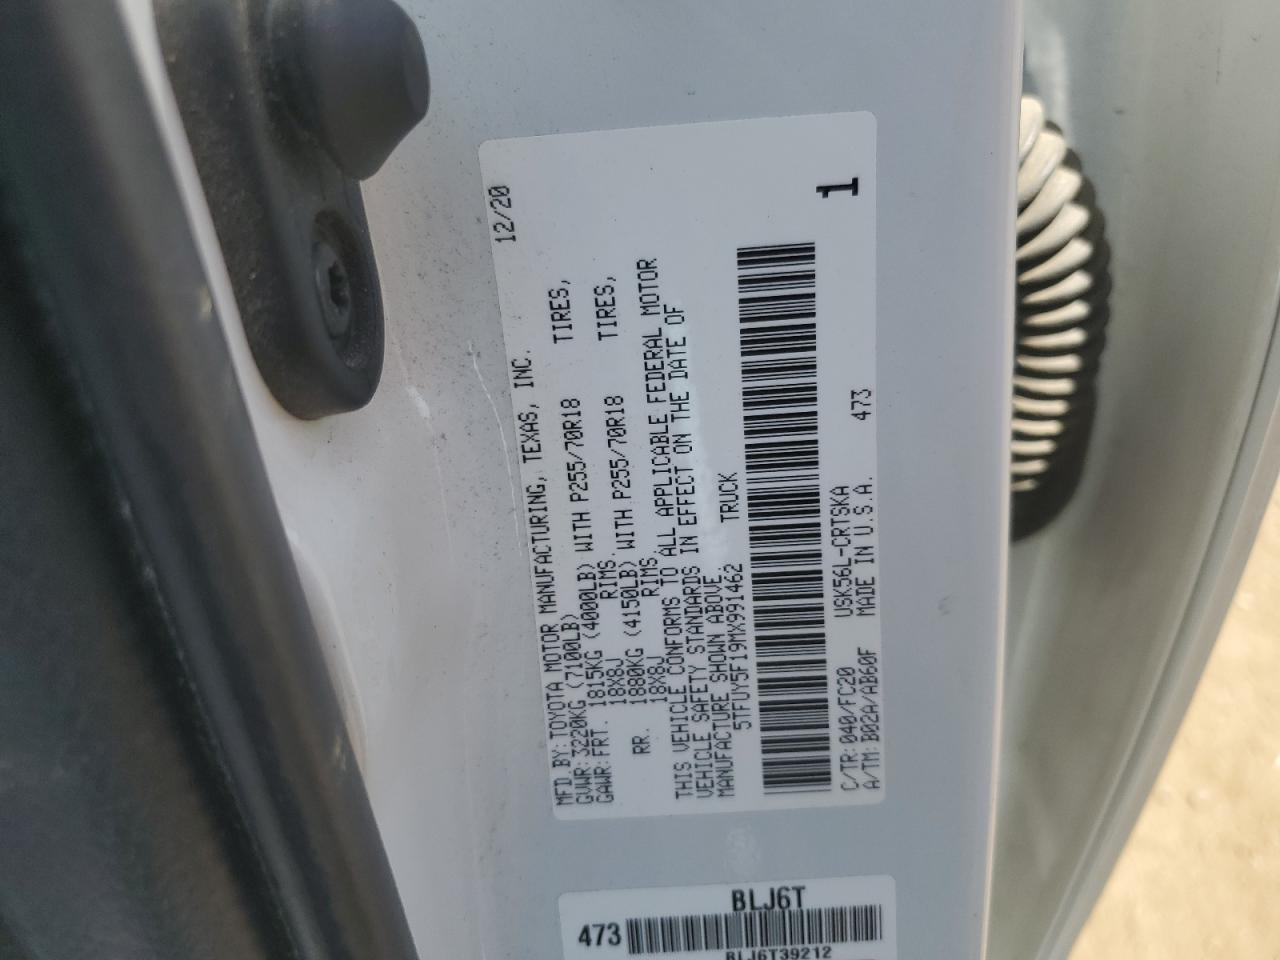 MFD.BY:TOYOTA MOTOR MANUFACTURING, TEXAS, INC. 12/20
GVWR:3220KG (7100LB)
GAWR:FRT. 1815KG (4000LB) WITH P255/70R18 TIRES,
18X8J RIMS.
RR. 1880KG (4150LB) WITH P255/70R18 TIRES,
18X8J RIMS.
THIS VEHICLE CONFORMS TO ALL APPLICABLE FEDERAL MOTOR
VEHICLE SAFETY STANDARDS IN EFFECT ON THE DATE OF
MANUFACTURE SHOWN ABOVE.
5TFUY5F19MX991462 TRUCK
1
C/TR:040/FC20 USK56L-CRTSKA 473
A/TM:B02A/AB60F MADE IN U.S.A.
BLJ6T
473
BLJ6T39212